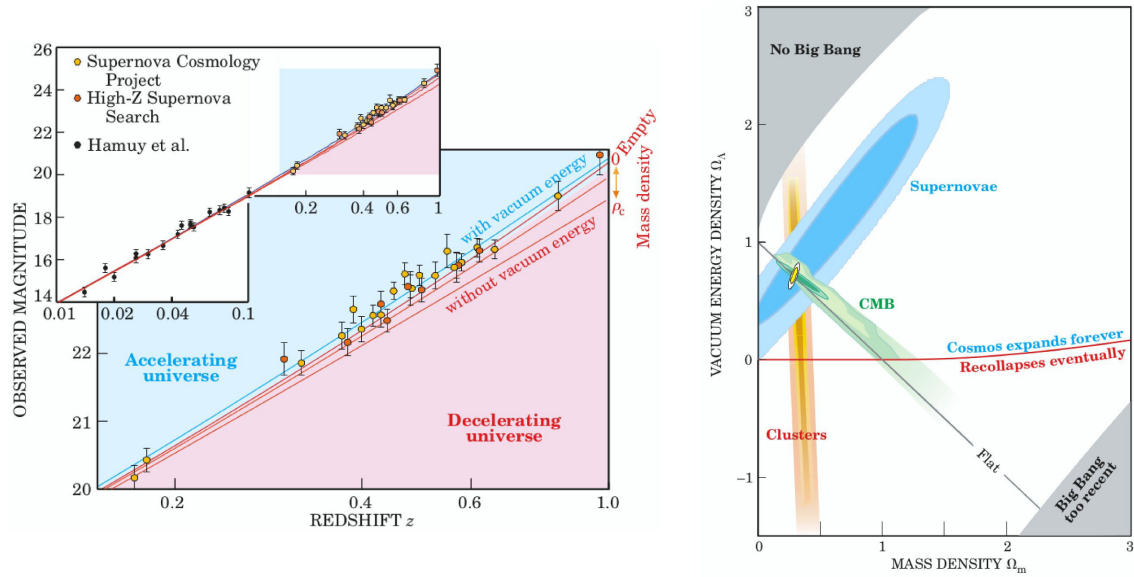 26
24
22
20
18
16
14
Supernova Cosmology
Project
High-Z Supernova
Search
Hamuy et al.
0.2
0.4
0.6
1
0.01
0.02
0.04
0.1
OBSERVED MAGNITUDE
22
21
20
0.2
0.4
0.6
1.0
REDSHIFT z
with vacuum energy
without vacuum energy
Accelerating
universe
Decelerating
universe
0
Empty
ρc
Mass density
3
2
1
0
−1
VACUUM ENERGY DENSITY ΩΛ
No Big Bang
Supernovae
CMB
Cosmos expands forever
Recollapses eventually
Clusters
Flat
Big Bang
too recent
0
1
2
3
MASS DENSITY Ωm